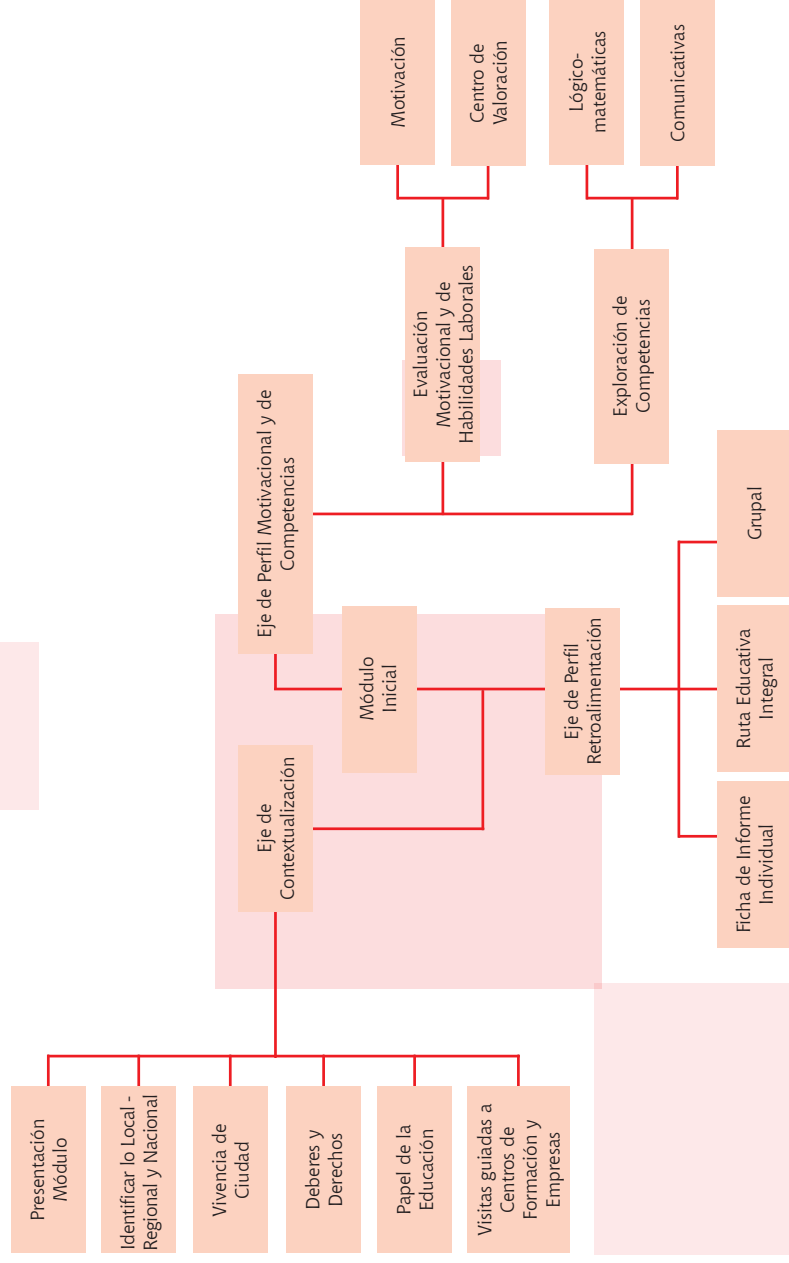 Presentación
Módulo
Identificar lo Local -
Regional y Nacional
Vivencia de
Ciudad
Deberes y
Derechos
Papel de la
Educación
Visitas guiadas a
Centros de
Formación y
Empresas
Eje de
Contextualización
Módulo
Inicial
Eje de Perfil Motivacional y de
Competencias
Eje de Perfil
Retroalimentación
Ficha de Informe
Individual
Ruta Educativa
Integral
Grupal
Evaluación
Motivacional y de
Habilidades Laborales
Exploración de
Competencias
Motivación
Centro de
Valoración
Lógico-
matemáticas
Comunicativas